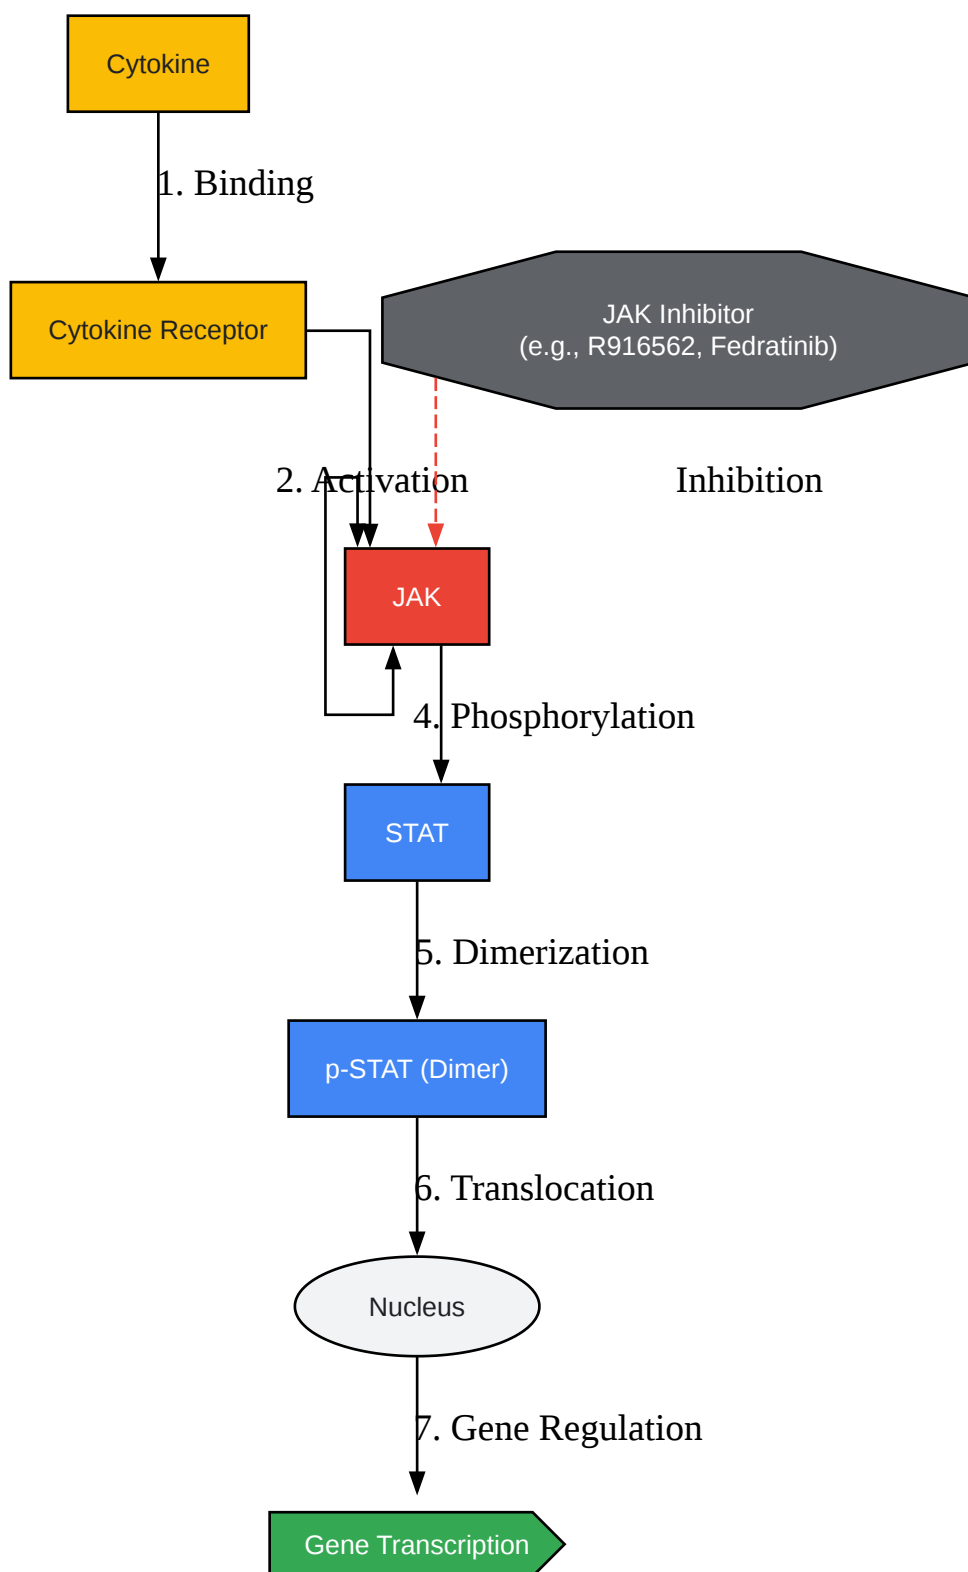 Cytokine
1. Binding
Cytokine Receptor
JAK Inhibitor
(e.g., R916562, Fedratinib)
2. Activation
Inhibition
JAK
4. Phosphorylation
STAT
5. Dimerization
p-STAT (Dimer)
6. Translocation
Nucleus
7. Gene Regulation
Gene Transcription